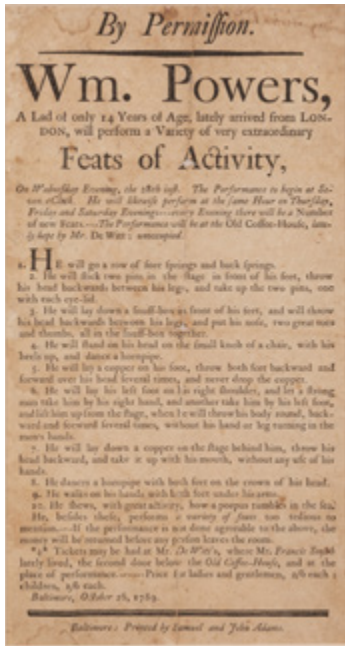 By Permiſſion.
Wm. Powers,
A Lad of only 14 Years of Age, lately arrived from LON-
DON, will perform a Variety of very extraordinary
Feats of Activity,
On Wedneſday Evening, the 28th inſt. The Performance to begin at Se-
ven o'Clock. He will likewiſe perform at the ſame Hour on Thurſday,
Friday and Saturday Evenings—every Evening there will be a Number
of new Feats.—The Performance will be at the Old Coffee-Houſe, late-
ly kept by Mr. De Witt: unoccupied.
1. HE will go a row of fore ſprings and back ſprings.
2. He will ſtick two pins in the ſtage in front of his feet, throw
his head backwards between his legs, and take up the two pins, one
with each eye-lid.
3. He will lay down a ſnuff-box in front of his feet, and will throw
his head backwards between his legs, and put his noſe, two great toes
and thumbs, all in the ſnuff-box together.
4. He will ſtand on his head on the ſmall knob of a chair, with his
heels up, and dance a hornpipe.
5. He will lay a copper on his foot, throw both feet backward and
forward over his head ſeveral times, and never drop the copper.
6. He will lay his left foot on his right ſhoulder, and let a ſtrong
man take him by his right hand, and another take him by his left foot,
and lift him up from the ſtage, when he will throw his body round, back-
ward and forward ſeveral times, without his hand or leg turning in the
mens hands.
7. He will lay down a copper on the ſtage behind him, throw his
head backward, and take it up with his mouth, without any uſe of his
hands.
8. He dances a hornpipe with both feet on the crown of his head.
9. He walks on his hands with both feet under his arms.
10. He ſhews, with great activity, how a porpus tumbles in the ſea.
He, beſides theſe, performs a variety of feats too tedious to
mention.—If the performance is not done agreeable to the above, the
money will be returned before any perſon leaves the room.
*‡* Tickets may be had at Mr. De Witt's, where Mr. Francis
lately lived, the ſecond door below the Old Coffee-Houſe, and at the
place of performance.—Price for ladies and gentlemen, each;
children, each.
Baltimore, October 26, 1789.
Baltimore: Printed by Samuel and John Adams.